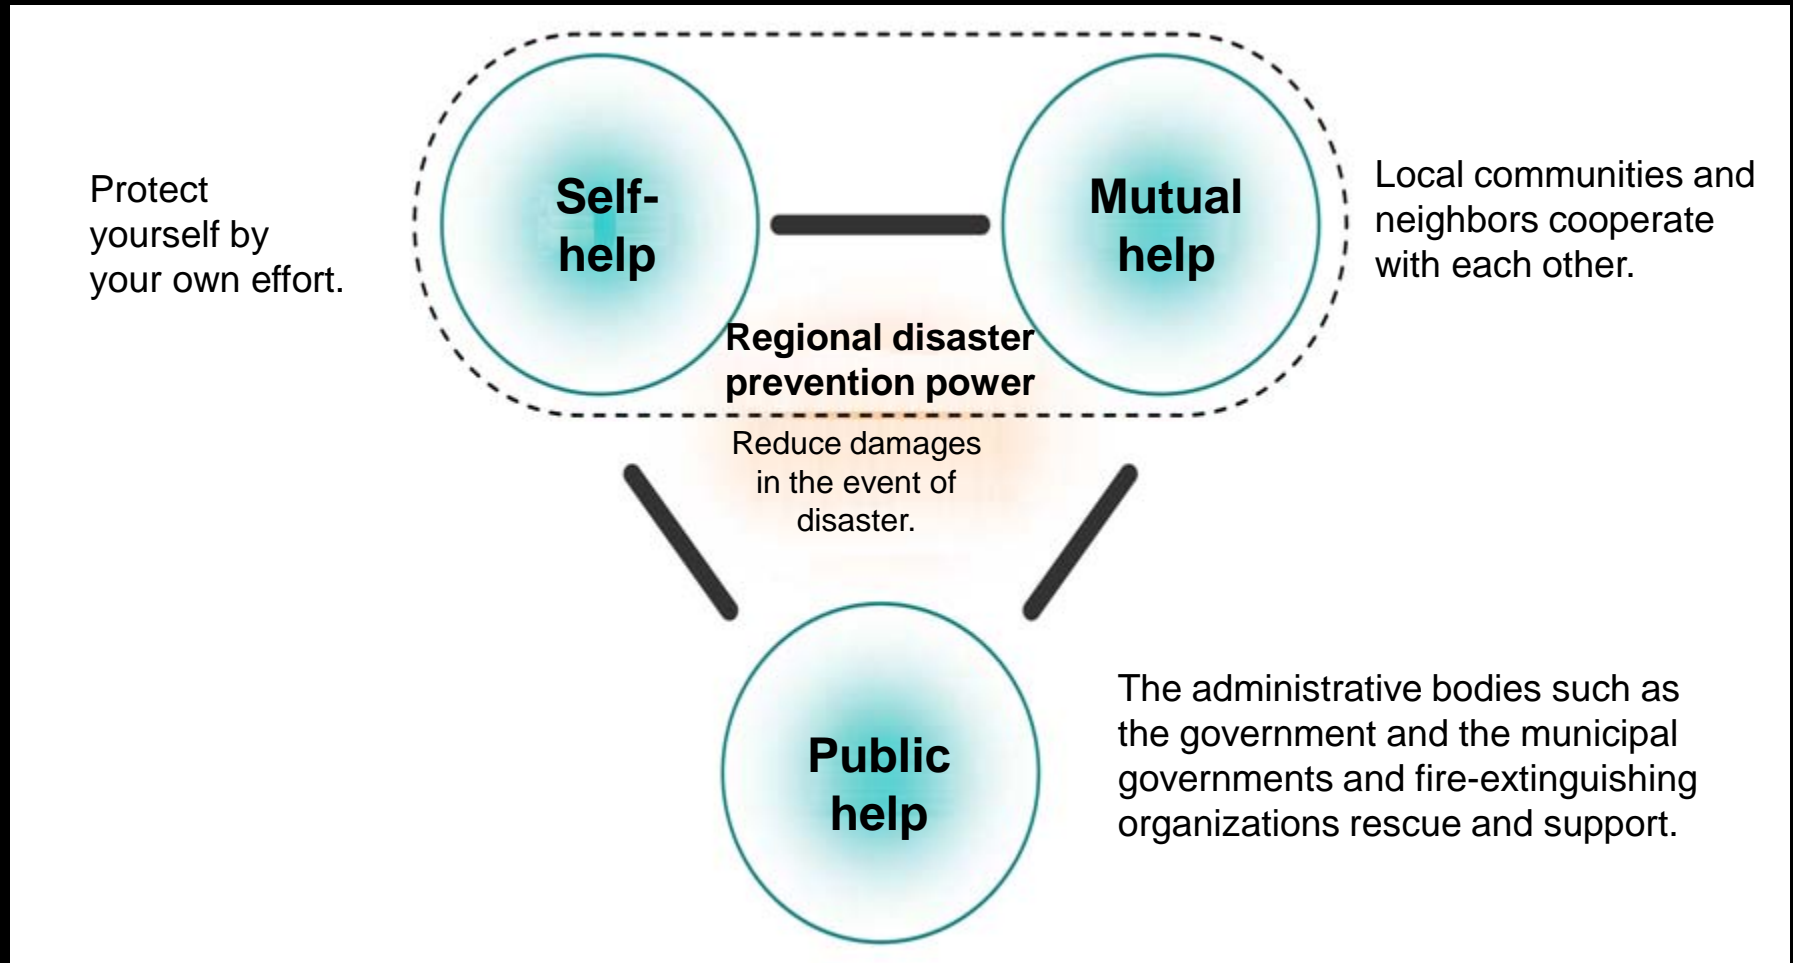 Protect
yourself by
your own effort.
Self-
help
Mutual
help
Local communities and
neighbors cooperate
with each other.
Regional disaster
prevention power
Reduce damages
in the event of
disaster.
Public
help
The administrative bodies such as
the government and the municipal
governments and fire-extinguishing
organizations rescue and support.